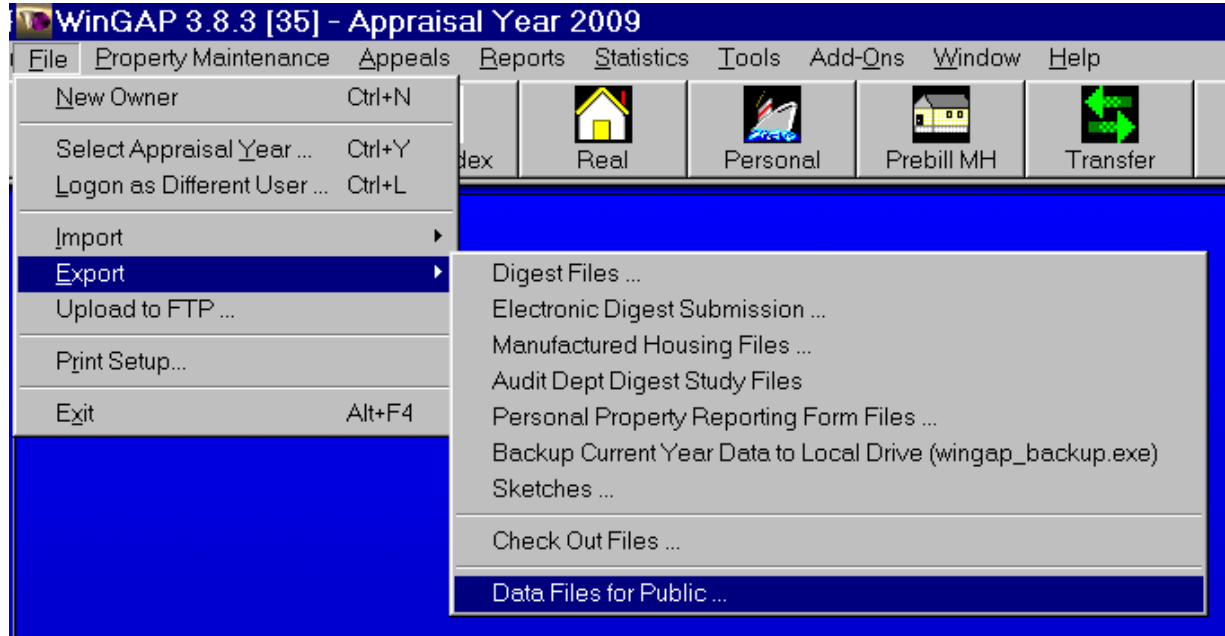 WinGAP 3.8.3 [35] - Appraisal Year 2009
File Property Maintenance Appeals Reports Statistics Tools Add-Ons Window Help
Real Personal Prebill MH Transfer
New Owner Ctrl+N
Select Appraisal Year ... Ctrl+Y
Logon as Different User ... Ctrl+L
Import
Export
Upload to FTP ...
Print Setup...
Exit Alt+F4
Digest Files ...
Electronic Digest Submission ...
Manufactured Housing Files ...
Audit Dept Digest Study Files
Personal Property Reporting Form Files ...
Backup Current Year Data to Local Drive (wingap_backup.exe)
Sketches ...
Check Out Files ...
Data Files for Public ...